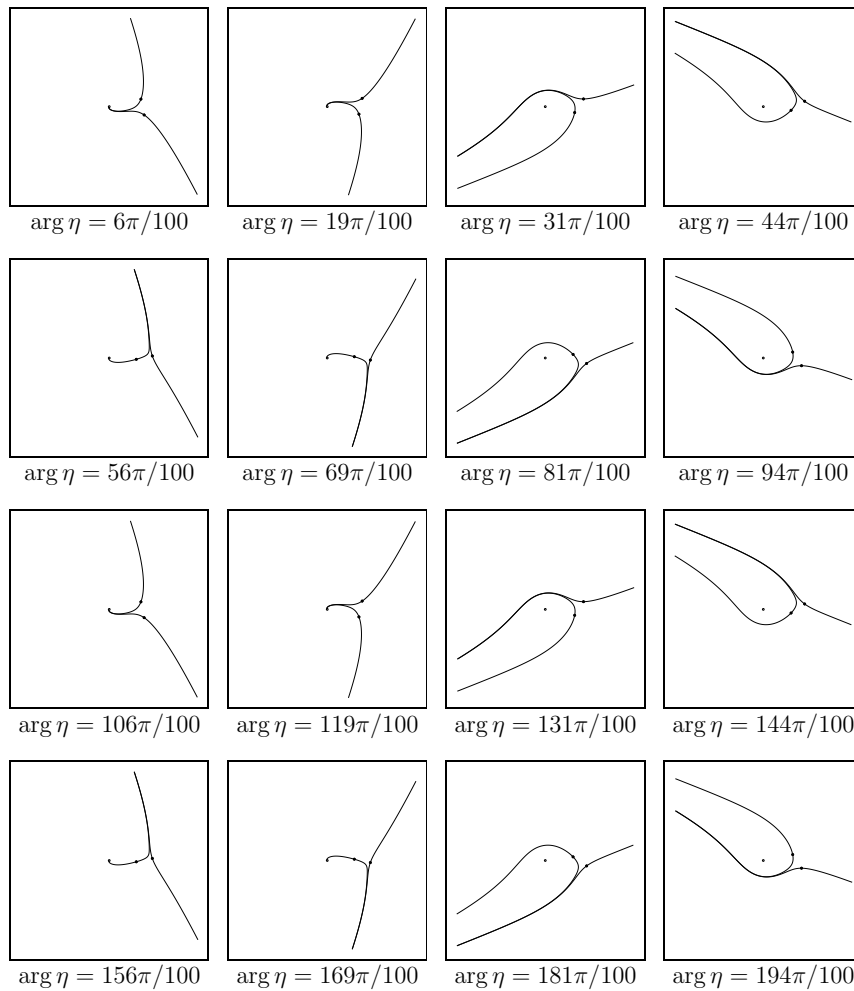 arg η = 6π/100 arg η = 19π/100 arg η = 31π/100 arg η = 44π/100
arg η = 56π/100 arg η = 69π/100 arg η = 81π/100 arg η = 94π/100
arg η = 106π/100 arg η = 119π/100 arg η = 131π/100 arg η = 144π/100
arg η = 156π/100 arg η = 169π/100 arg η = 181π/100 arg η = 194π/100